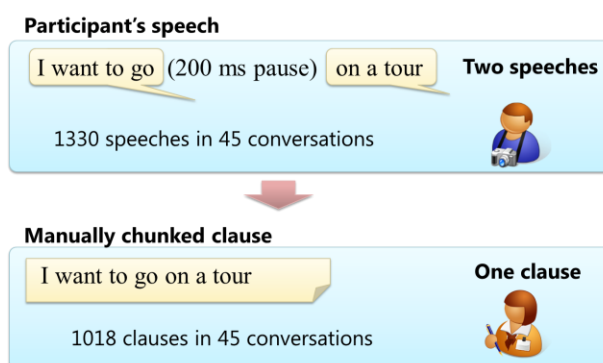 Participant's speech
I want to go (200 ms pause) on a tour Two speeches
1330 speeches in 45 conversations
Manually chunked clause
I want to go on a tour One clause
1018 clauses in 45 conversations